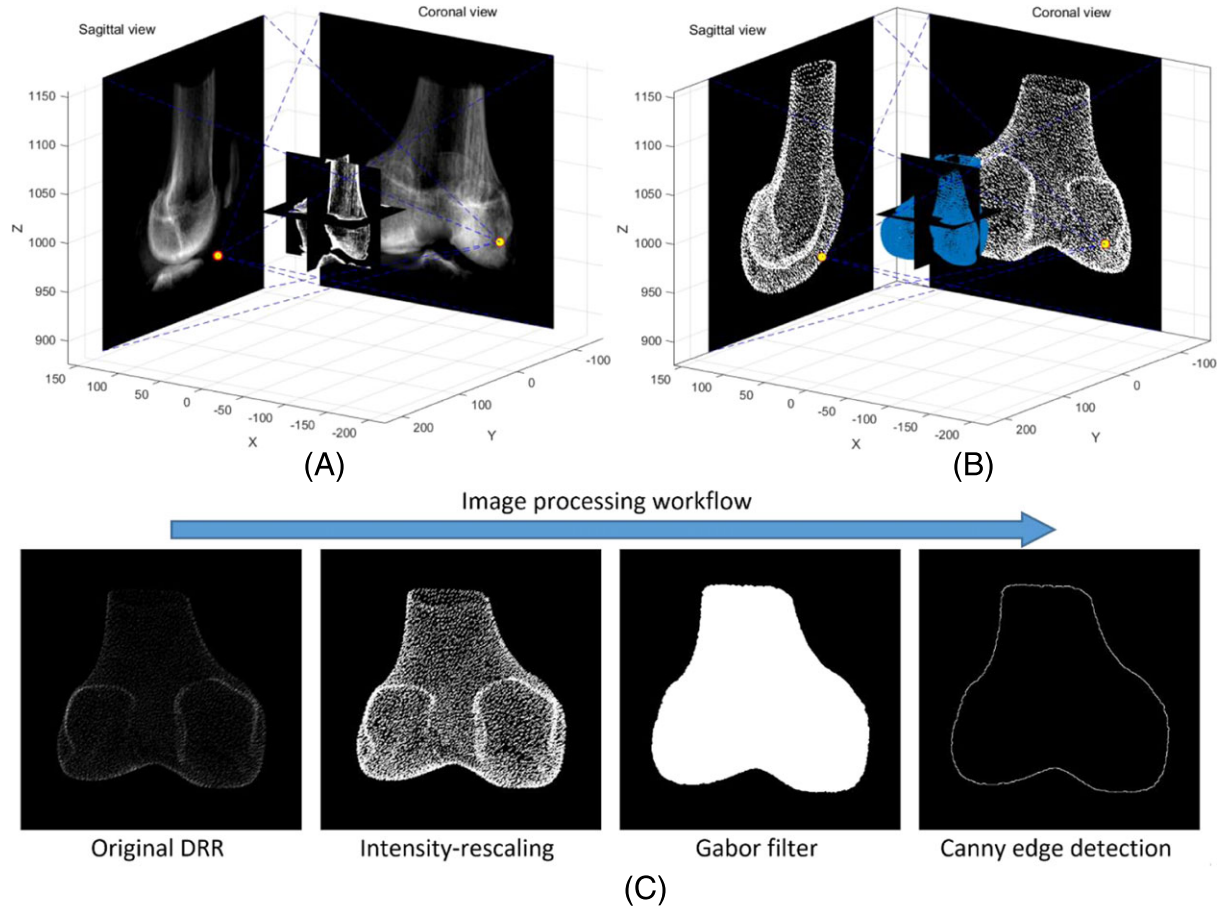 Sagittal view
Coronal view
1150
1100
1050
1000
950
900
Z
150
100
50
0
-50
-100
-150
-200
X
200
100
0
-100
Y
(A)
Sagittal view
Coronal view
1150
1100
1050
1000
950
900
Z
150
100
50
0
-50
-100
-150
-200
X
200
100
0
-100
Y
(B)
Image processing workflow
Original DRR
Intensity-rescaling
Gabor filter
Canny edge detection
(C)